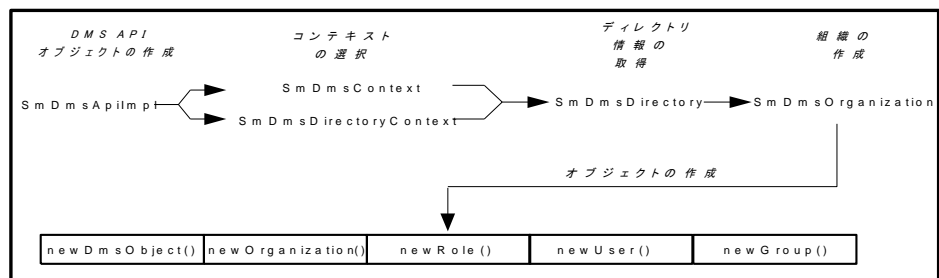 DMS API
オブジェクトの作成
コンテキスト
の選択
ディレクトリ
情報の
取得
組織の
作成
SmDmsApiImpl
SmDmsContext
SmDmsDirectoryContext
SmDmsDirectory
SmDmsOrganization
オブジェクトの作成
newDmsObject()
newOrganization()
newRole()
newUser()
newGroup()